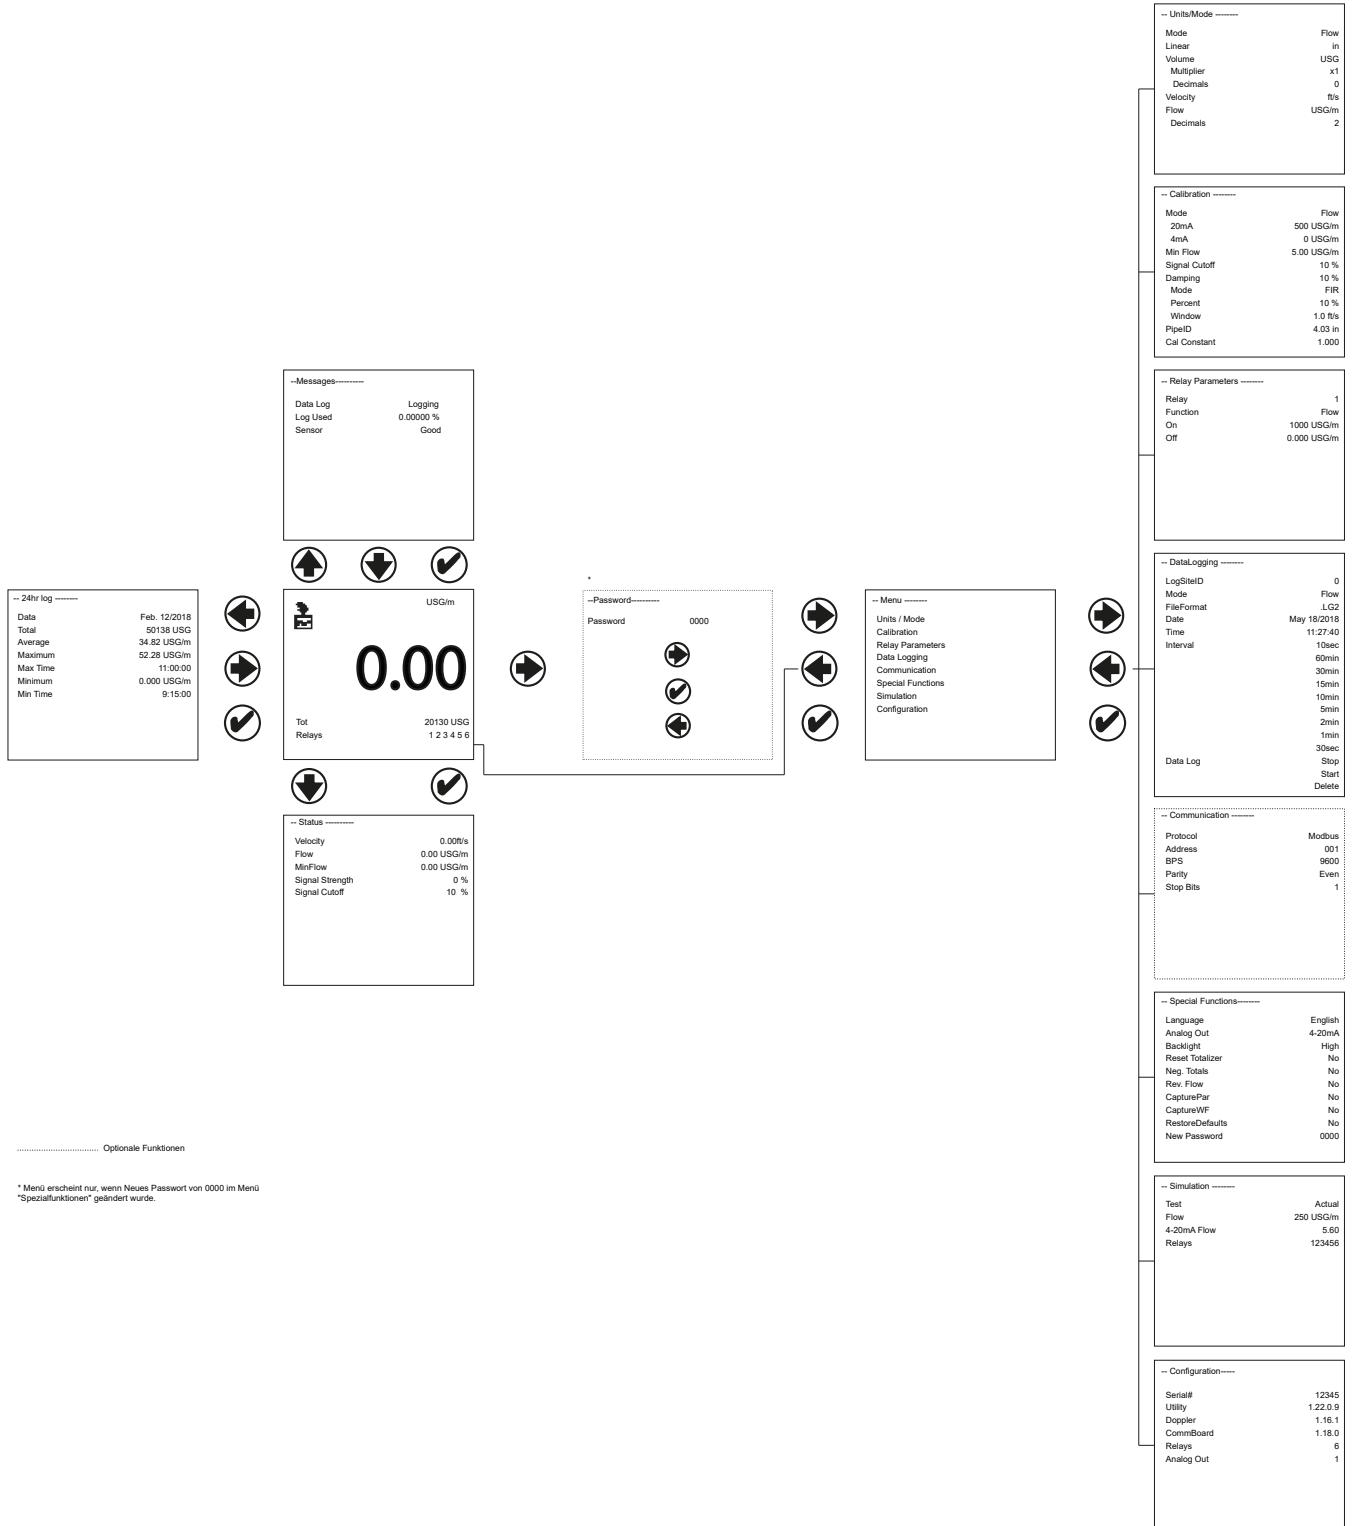 -- 24hr log --------
Data Feb. 12/2018
Total 50138 USG
Average 34.82 USG/m
Maximum 52.28 USG/m
Max Time 11:00:00
Minimum 0.000 USG/m
Min Time 9:15:00
--Messages----------
Data Log Logging
Log Used 0.00000 %
Sensor Good
USG/m
0.00
Tot 20130 USG
Relays 1 2 3 4 5 6
-- Status ----------
Velocity 0.00ft/s
Flow 0.00 USG/m
MinFlow 0.00 USG/m
Signal Strength 0 %
Signal Cutoff 10 %
*
--Password----------
Password 0000
-- Menu --------
Units / Mode
Calibration
Relay Parameters
Data Logging
Communication
Special Functions
Simulation
Configuration
-- Units/Mode --------
Mode Flow
Linear in
Volume USG
Multiplier x1
Decimals 0
Velocity ft/s
Flow USG/m
Decimals 2
-- Calibration --------
Mode Flow
20mA 500 USG/m
4mA 0 USG/m
Min Flow 5.00 USG/m
Signal Cutoff 10 %
Damping 10 %
Mode FIR
Percent 10 %
Window 1.0 ft/s
PipeID 4.03 in
Cal Constant 1.000
-- Relay Parameters --------
Relay 1
Function Flow
On 1000 USG/m
Off 0.000 USG/m
-- DataLogging --------
LogSiteID 0
Mode Flow
FileFormat .LG2
Date May 18/2018
Time 11:27:40
Interval 10sec
60min
30min
15min
10min
5min
2min
1min
30sec
Data Log Stop
Start
Delete
-- Communication --------
Protocol Modbus
Address 001
BPS 9600
Parity Even
Stop Bits 1
-- Special Functions--------
Language English
Analog Out 4-20mA
Backlight High
Reset Totalizer No
Neg. Totals No
Rev. Flow No
CapturePar No
CaptureWF No
RestoreDefaults No
New Password 0000
-- Simulation --------
Test Actual
Flow 250 USG/m
4-20mA Flow 5.60
Relays 123456
-- Configuration-----
Serial# 12345
Utility 1.22.0.9
Doppler 1.16.1
CommBoard 1.18.0
Relays 6
Analog Out 1
.................................. Optionale Funktionen
* Menü erscheint nur, wenn Neues Passwort von 0000 im Menü
"Spezialfunktionen" geändert wurde.